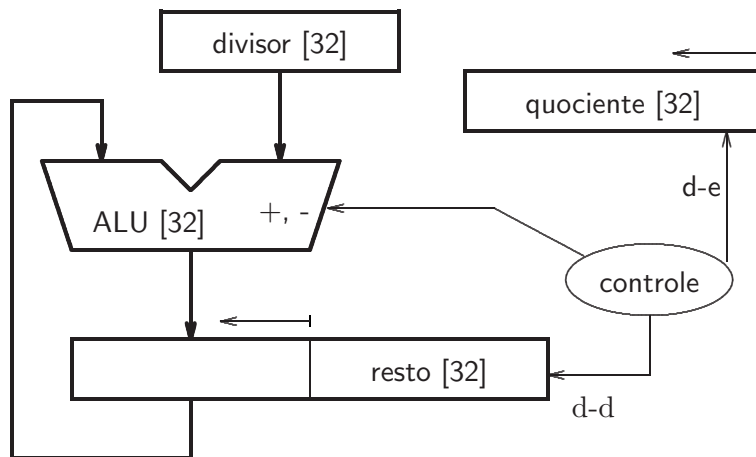 divisor [32]
quociente [32]
d-e
ALU [32]
+, -
controle
resto [32]
d-d